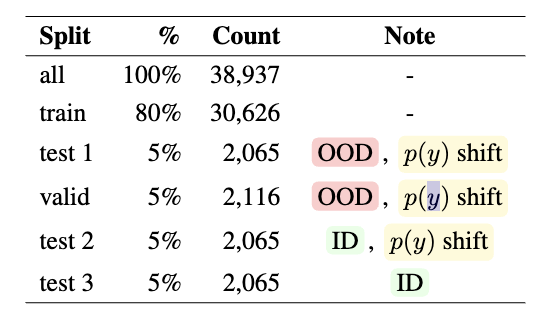 Split % Count Note
all 100% 38,937 -
train 80% 30,626 -
test 1 5% 2,065 OOD , p(y) shift
valid 5% 2,116 OOD , p(y) shift
test 2 5% 2,065 ID , p(y) shift
test 3 5% 2,065 ID